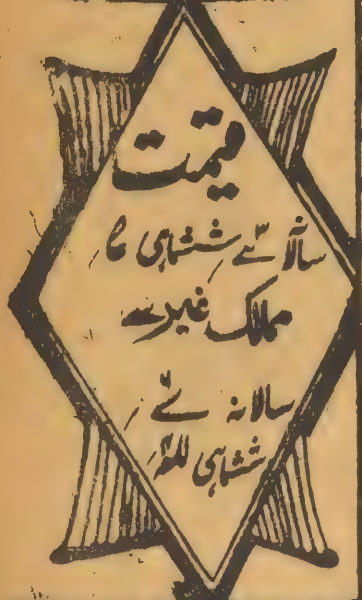 قیمت
سالانہ ششماہی
ممالک غیر سے
سالانہ
ششماہی